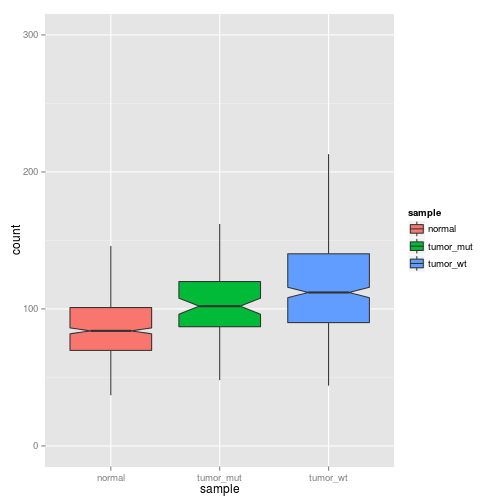 300
200
100
0
count
normal
tumor_mut
tumor_wt
sample
sample
normal
tumor_mut
tumor_wt